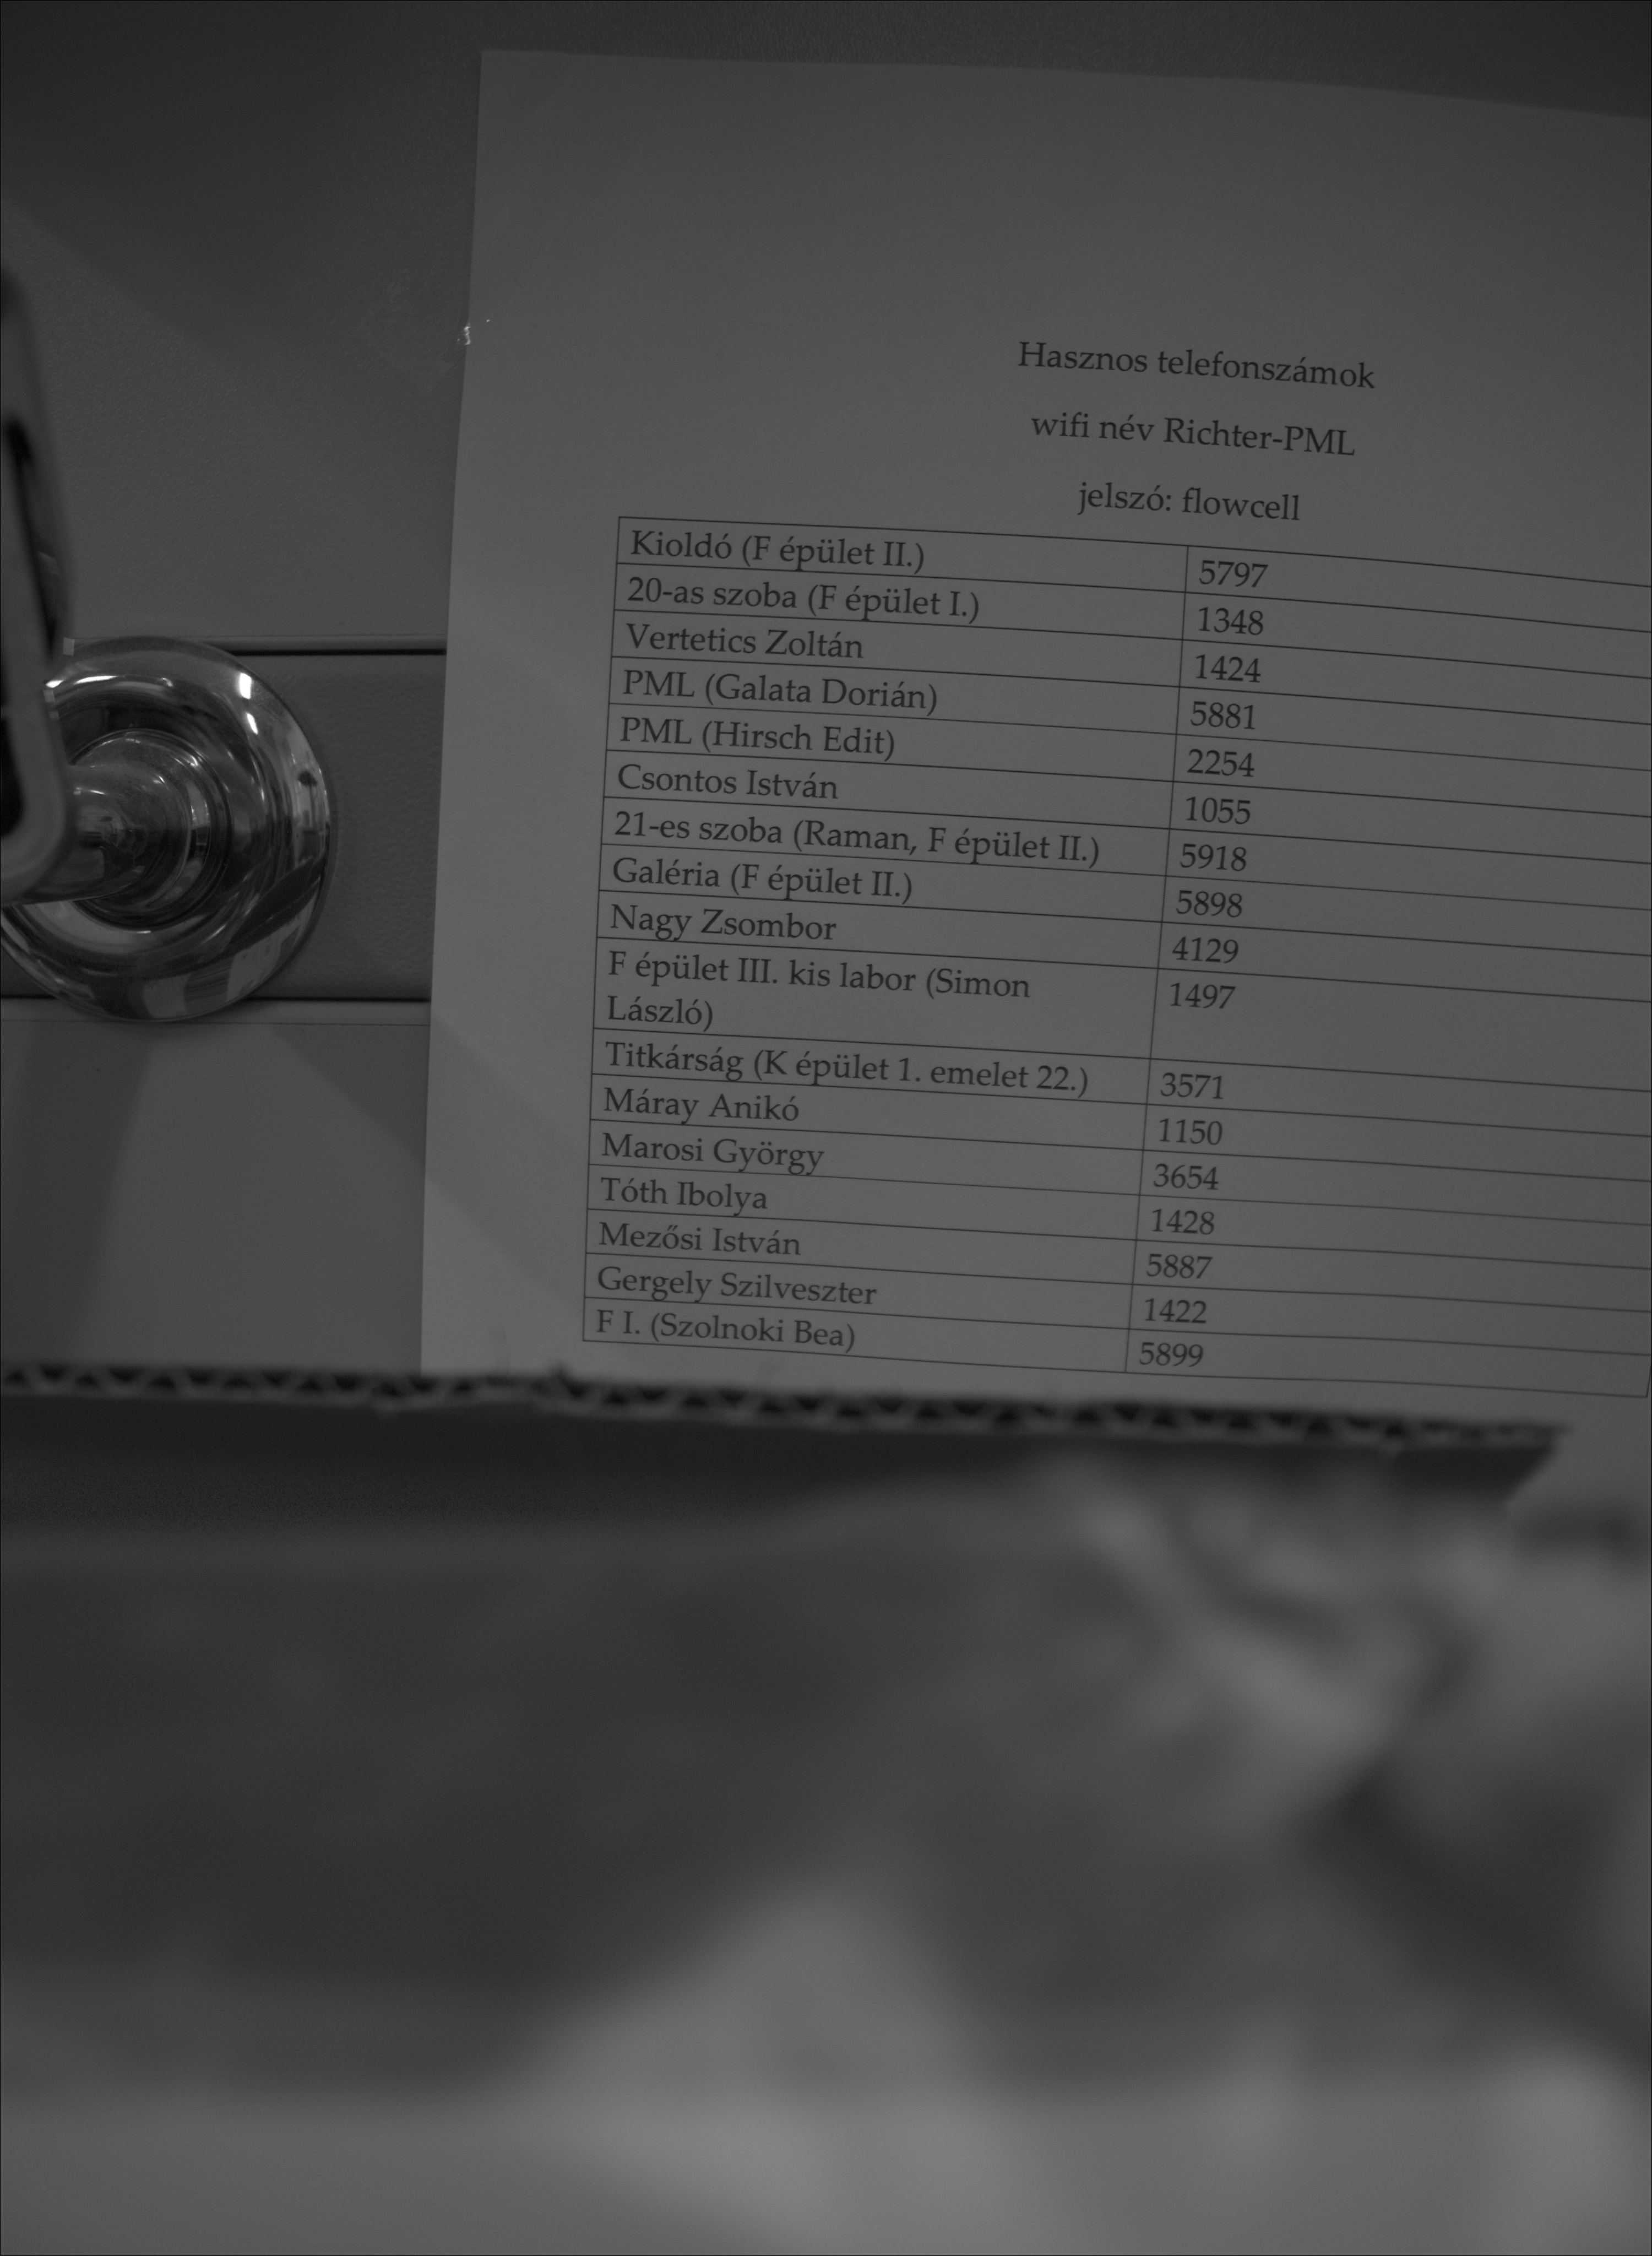 Hasznos telefonszámok
wifi név Richter-PML
jelszó: flowcell
Kioldó (F épület II.) 5797
20-as szoba (F épület I.) 1348
Vertetics Zoltán 1424
PML (Galata Dorián) 5881
PML (Hirsch Edit) 2254
Csontos István 1055
21-es szoba (Raman, F épület II.) 5918
Galéria (F épület II.) 5898
Nagy Zsombor 4129
F épület III. kis labor (Simon 1497
László)
Titkárság (K épület 1. emelet 22.) 3571
Máray Anikó 1150
Marosi György 3654
Tóth Ibolya 1428
Mezősi István 5887
Gergely Szilveszter 1422
F I. (Szolnoki Bea) 5899